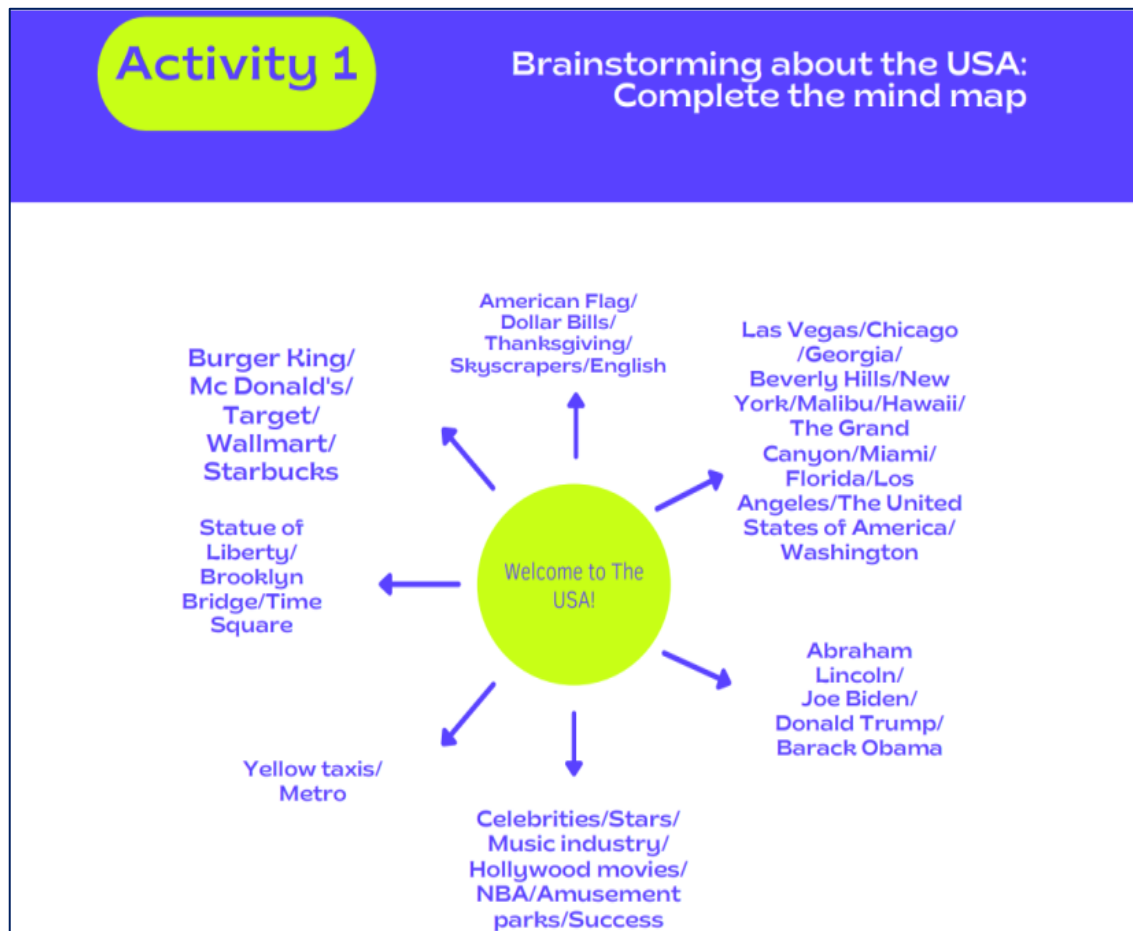 Activity 1
Brainstorming about the USA:
Complete the mind map
American Flag/
Dollar Bills/
Thanksgiving/
Skyscrapers/English
Las Vegas/Chicago
/Georgia/
Beverly Hills/New
York/Malibu/Hawaii/
The Grand
Canyon/Miami/
Florida/Los
Angeles/The United
States of America/
Washington
Burger King/
Mc Donald's/
Target/
Wallmart/
Starbucks
Statue of
Liberty/
Brooklyn
Bridge/Time
Square
Welcome to The
USA!
Abraham
Lincoln/
Joe Biden/
Donald Trump/
Barack Obama
Yellow taxis/
Metro
Celebrities/Stars/
Music industry/
Hollywood movies/
NBA/Amusement
parks/Success